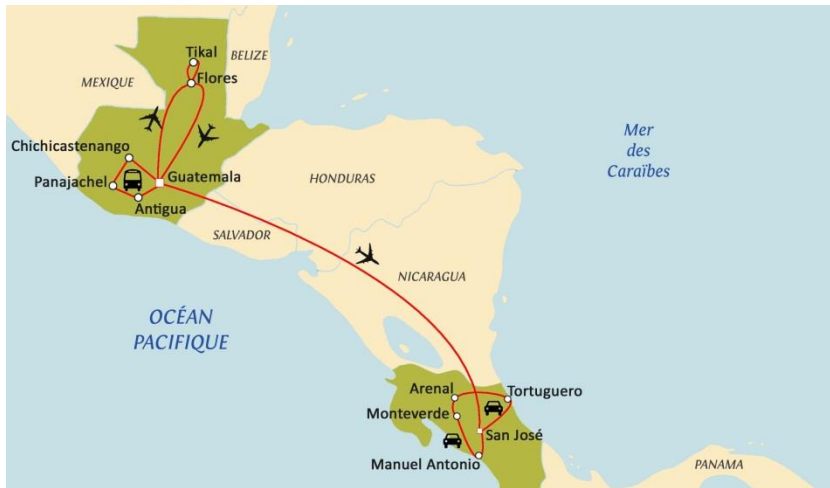 Tikal
BELIZE
MEXIQUE
Flores
Mer
des
Caraïbes
Chichicastenango
Panajachel
Guatemala
HONDURAS
Antigua
SALVADOR
NICARAGUA
OCÉAN
PACIFIQUE
Arenal
Tortuguero
Monteverde
San José
Manuel Antonio
PANAMA